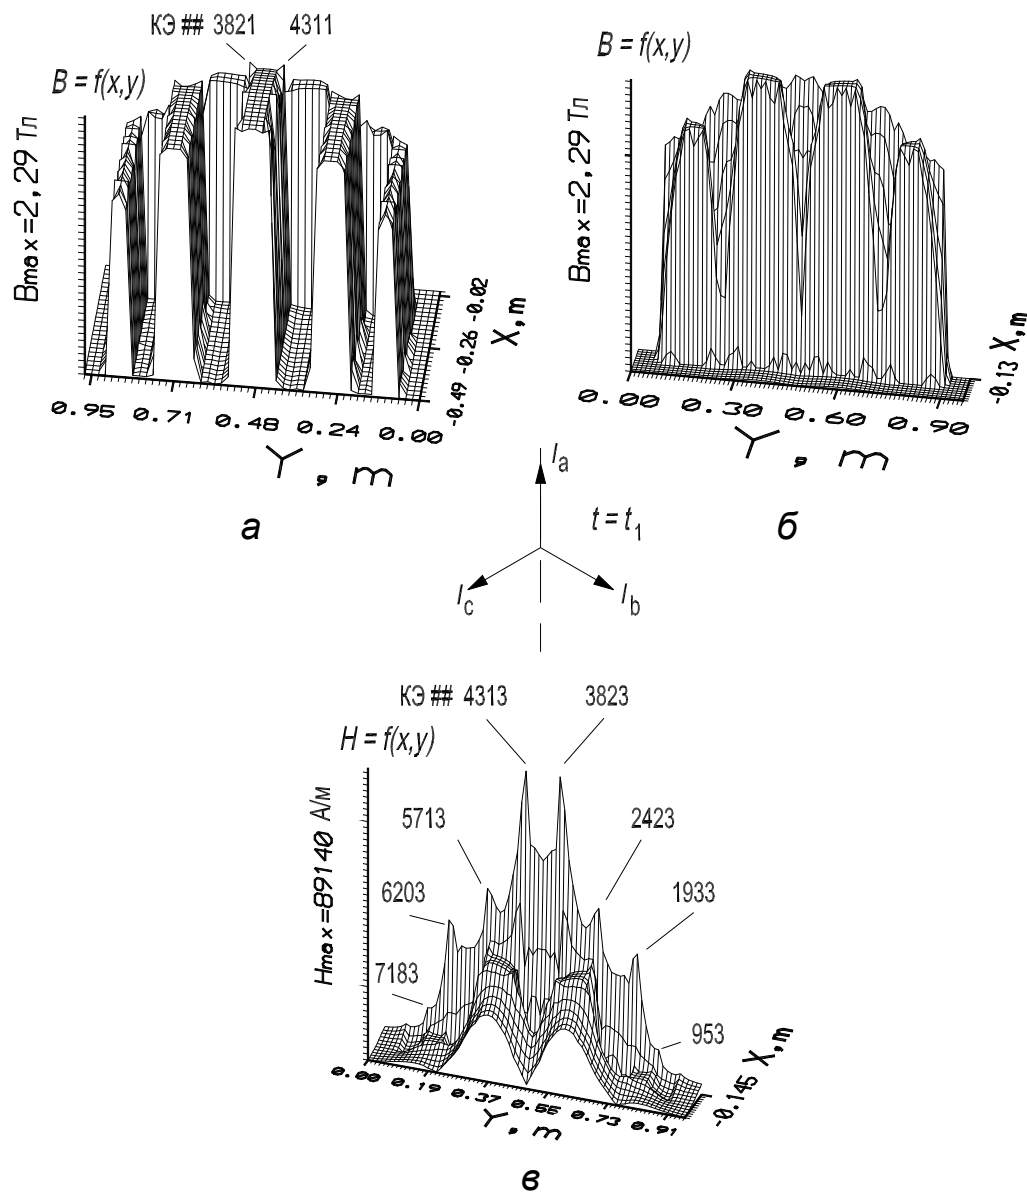 КЭ ## 3821 4311
B = f(x,y)
Bmax=2,29 Тл
0.95 0.71 0.48 0.24 0.00
Y, m
-0.49 -0.26 -0.02
X, m
а
B = f(x,y)
Bmax=2,29 Тл
0.00 0.30 0.60 0.90
Y, m
-0.13 X, m
б
Ia
t = t1
Ic
Ib
КЭ ## 4313 3823
H = f(x,y)
Hmax=89140 А/м
5713 2423
6203 1933
7183
953
0.00 0.19 0.37 0.55 0.73 0.91
Y, m
-0.145 X, m
в